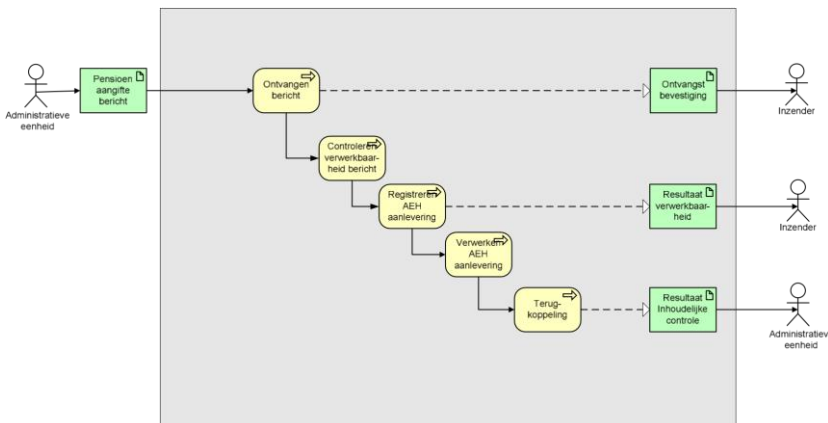 Pensioen
aangifte
bericht
Administratieve
eenheid
Ontvangen
bericht
Ontvangst
bevestiging
Inzender
Controleren
verwerkbaar-
heid bericht
Registreren
AEH
aanlevering
Resultaat
verwerkbaar-
heid
Inzender
Verwerken
AEH
aanlevering
Terug-
koppeling
Resultaat
Inhoudelijke
controle
Administratiev
eenheid